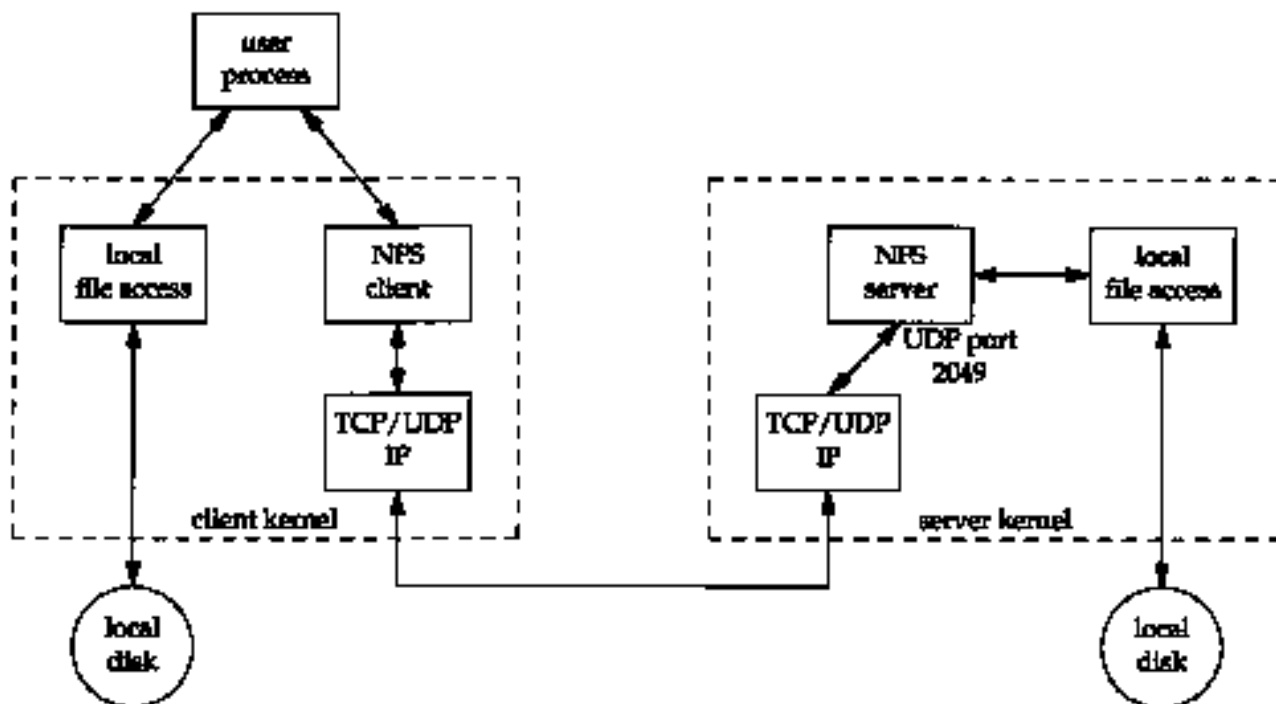 user
process
local
file access
NFS
client
NFS
server
local
file access
UDP port
2049
TCP/UDP
IP
TCP/UDP
IP
client kernel
server kernel
local
disk
local
disk